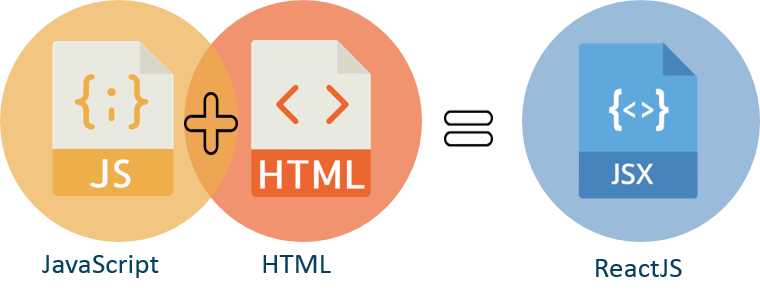 {;}
JS
+
< >
HTML
=
{<>}
JSX
JavaScript
HTML
ReactJS